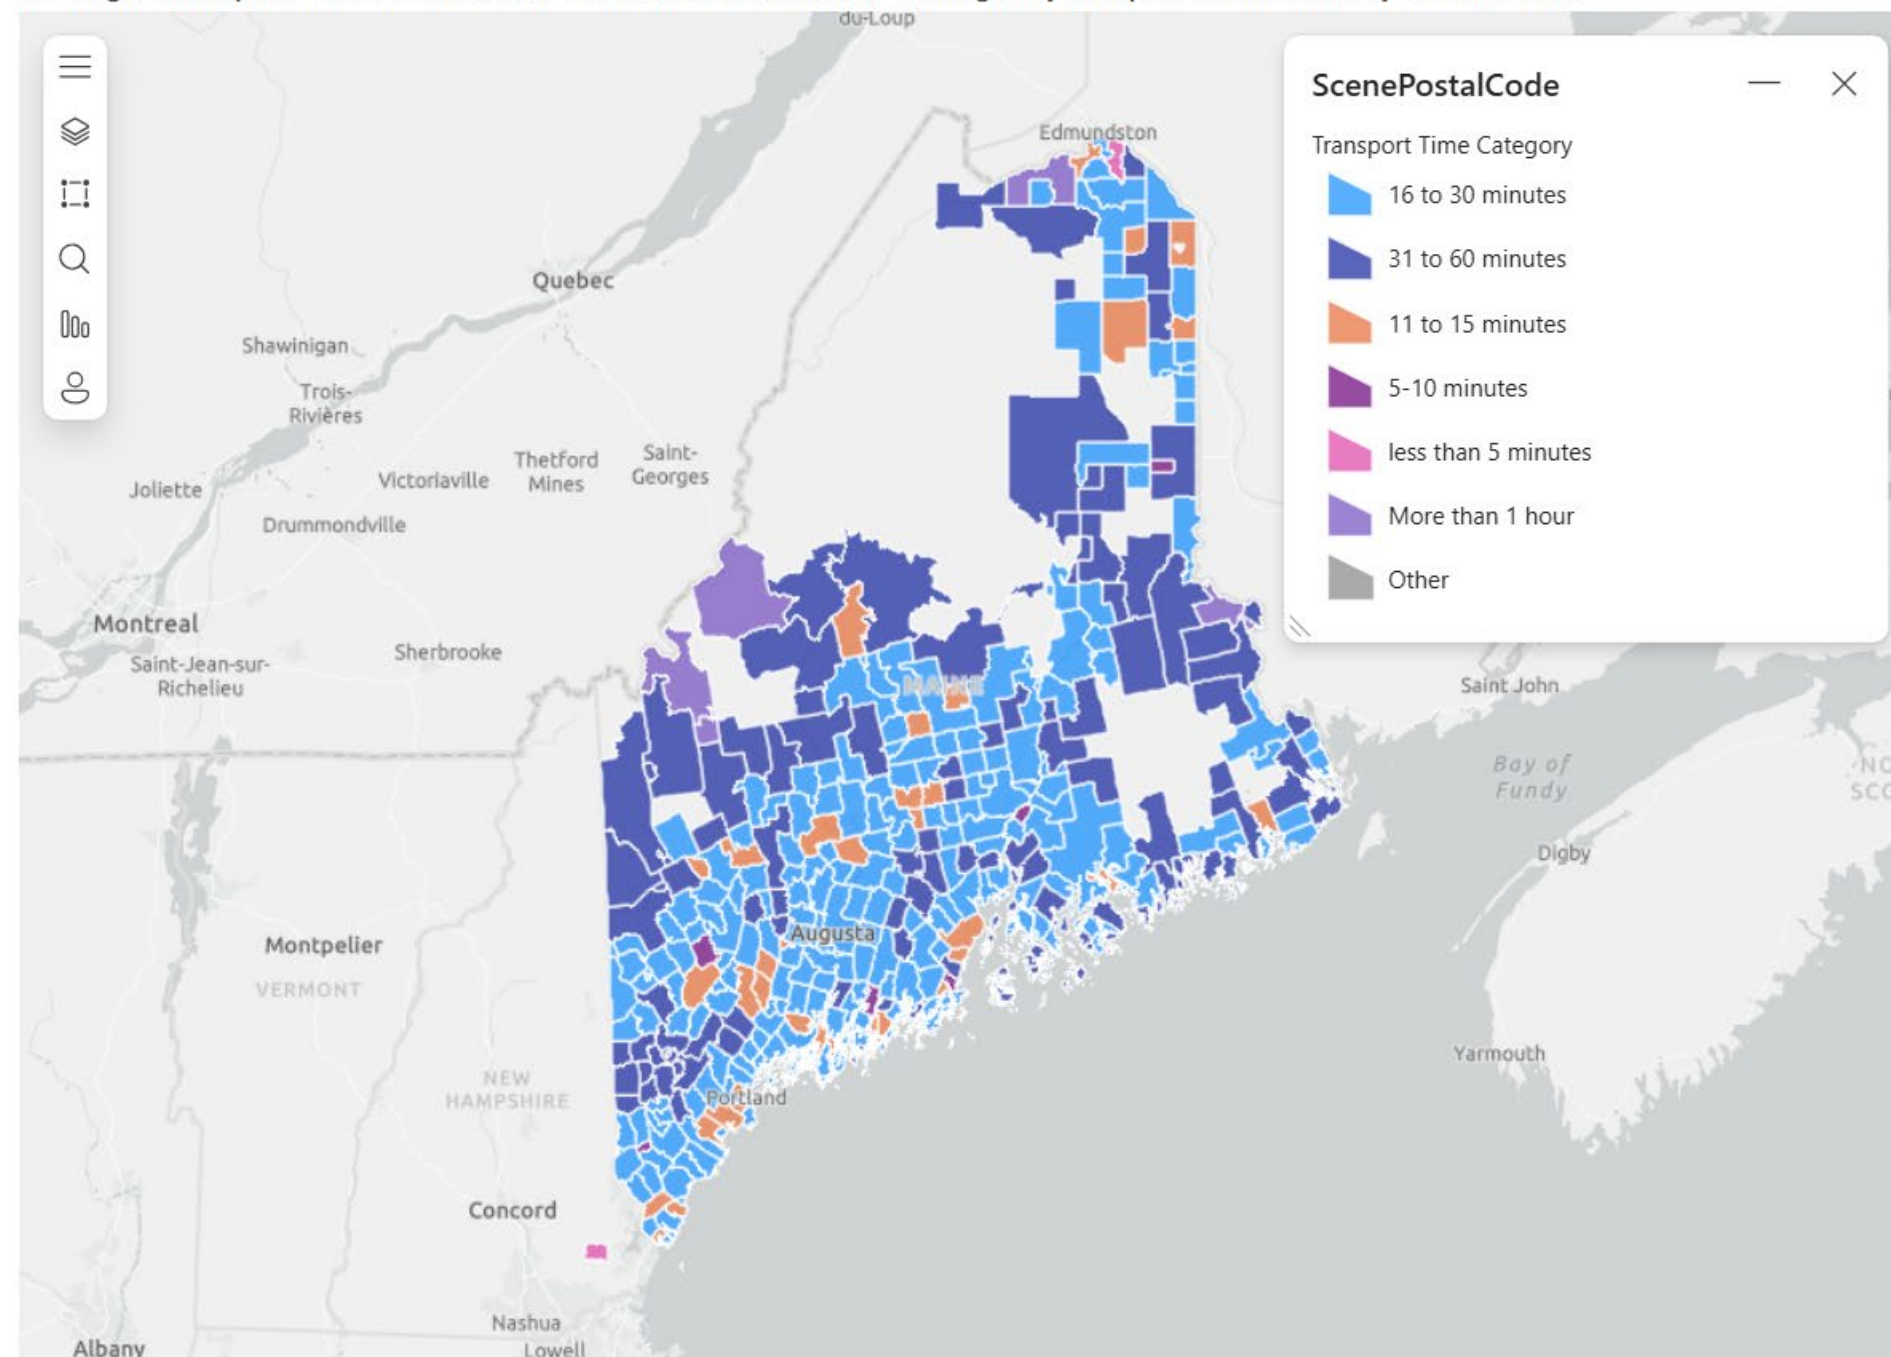 du-Loup
ScenePostalCode
Transport Time Category
16 to 30 minutes
31 to 60 minutes
11 to 15 minutes
5-10 minutes
less than 5 minutes
More than 1 hour
Other
Edmundston
Quebec
Shawinigan
Trois-
Rivières
Thetford
Mines
Saint-
Georges
Victoriaville
Joliette
Drummondville
Montreal
Sherbrooke
Saint-Jean-sur-
Richelieu
MAINE
Saint John
Bay of
Fundy
NO
SCO
Digby
Augusta
Montpelier
VERMONT
Yarmouth
NEW
HAMPSHIRE
Portland
Concord
Nashua
Lowell
Albany